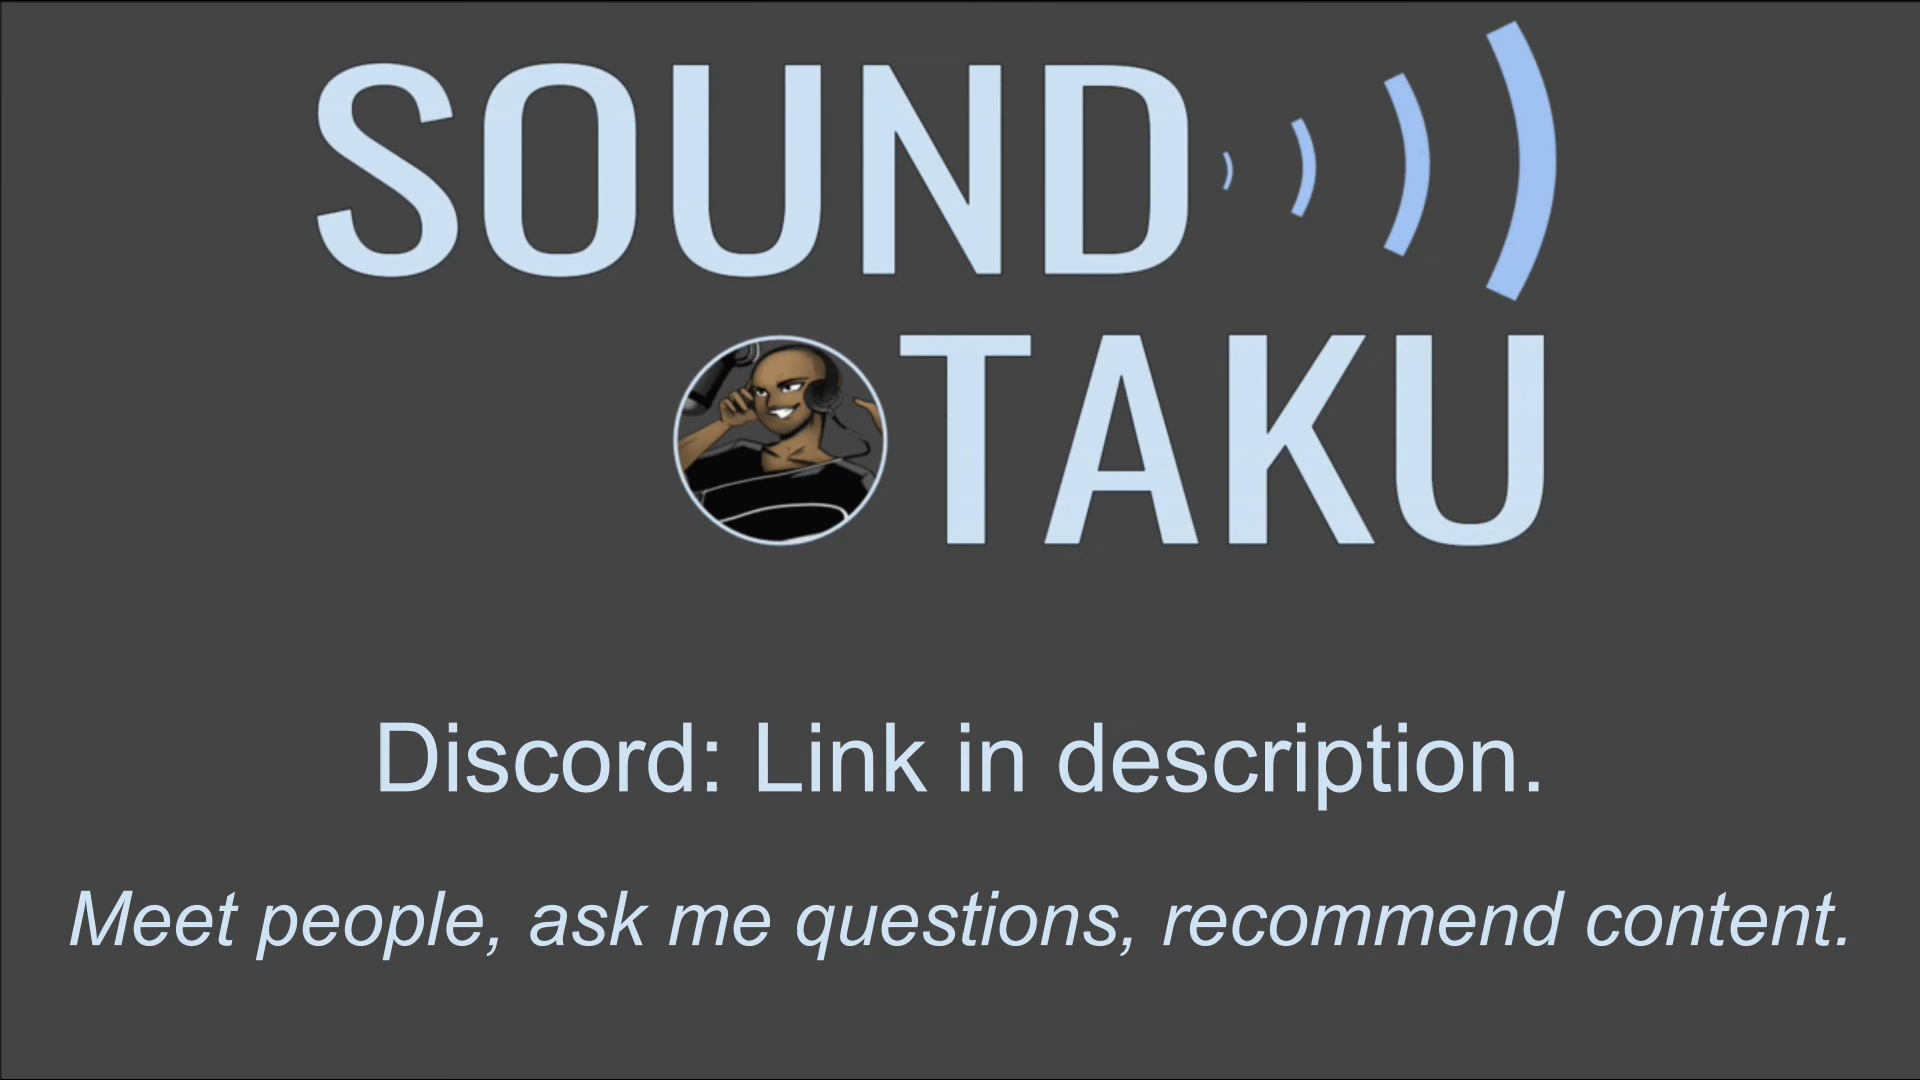 SOUND
TAKU
Discord: Link in description.
Meet people, ask me questions, recommend content.